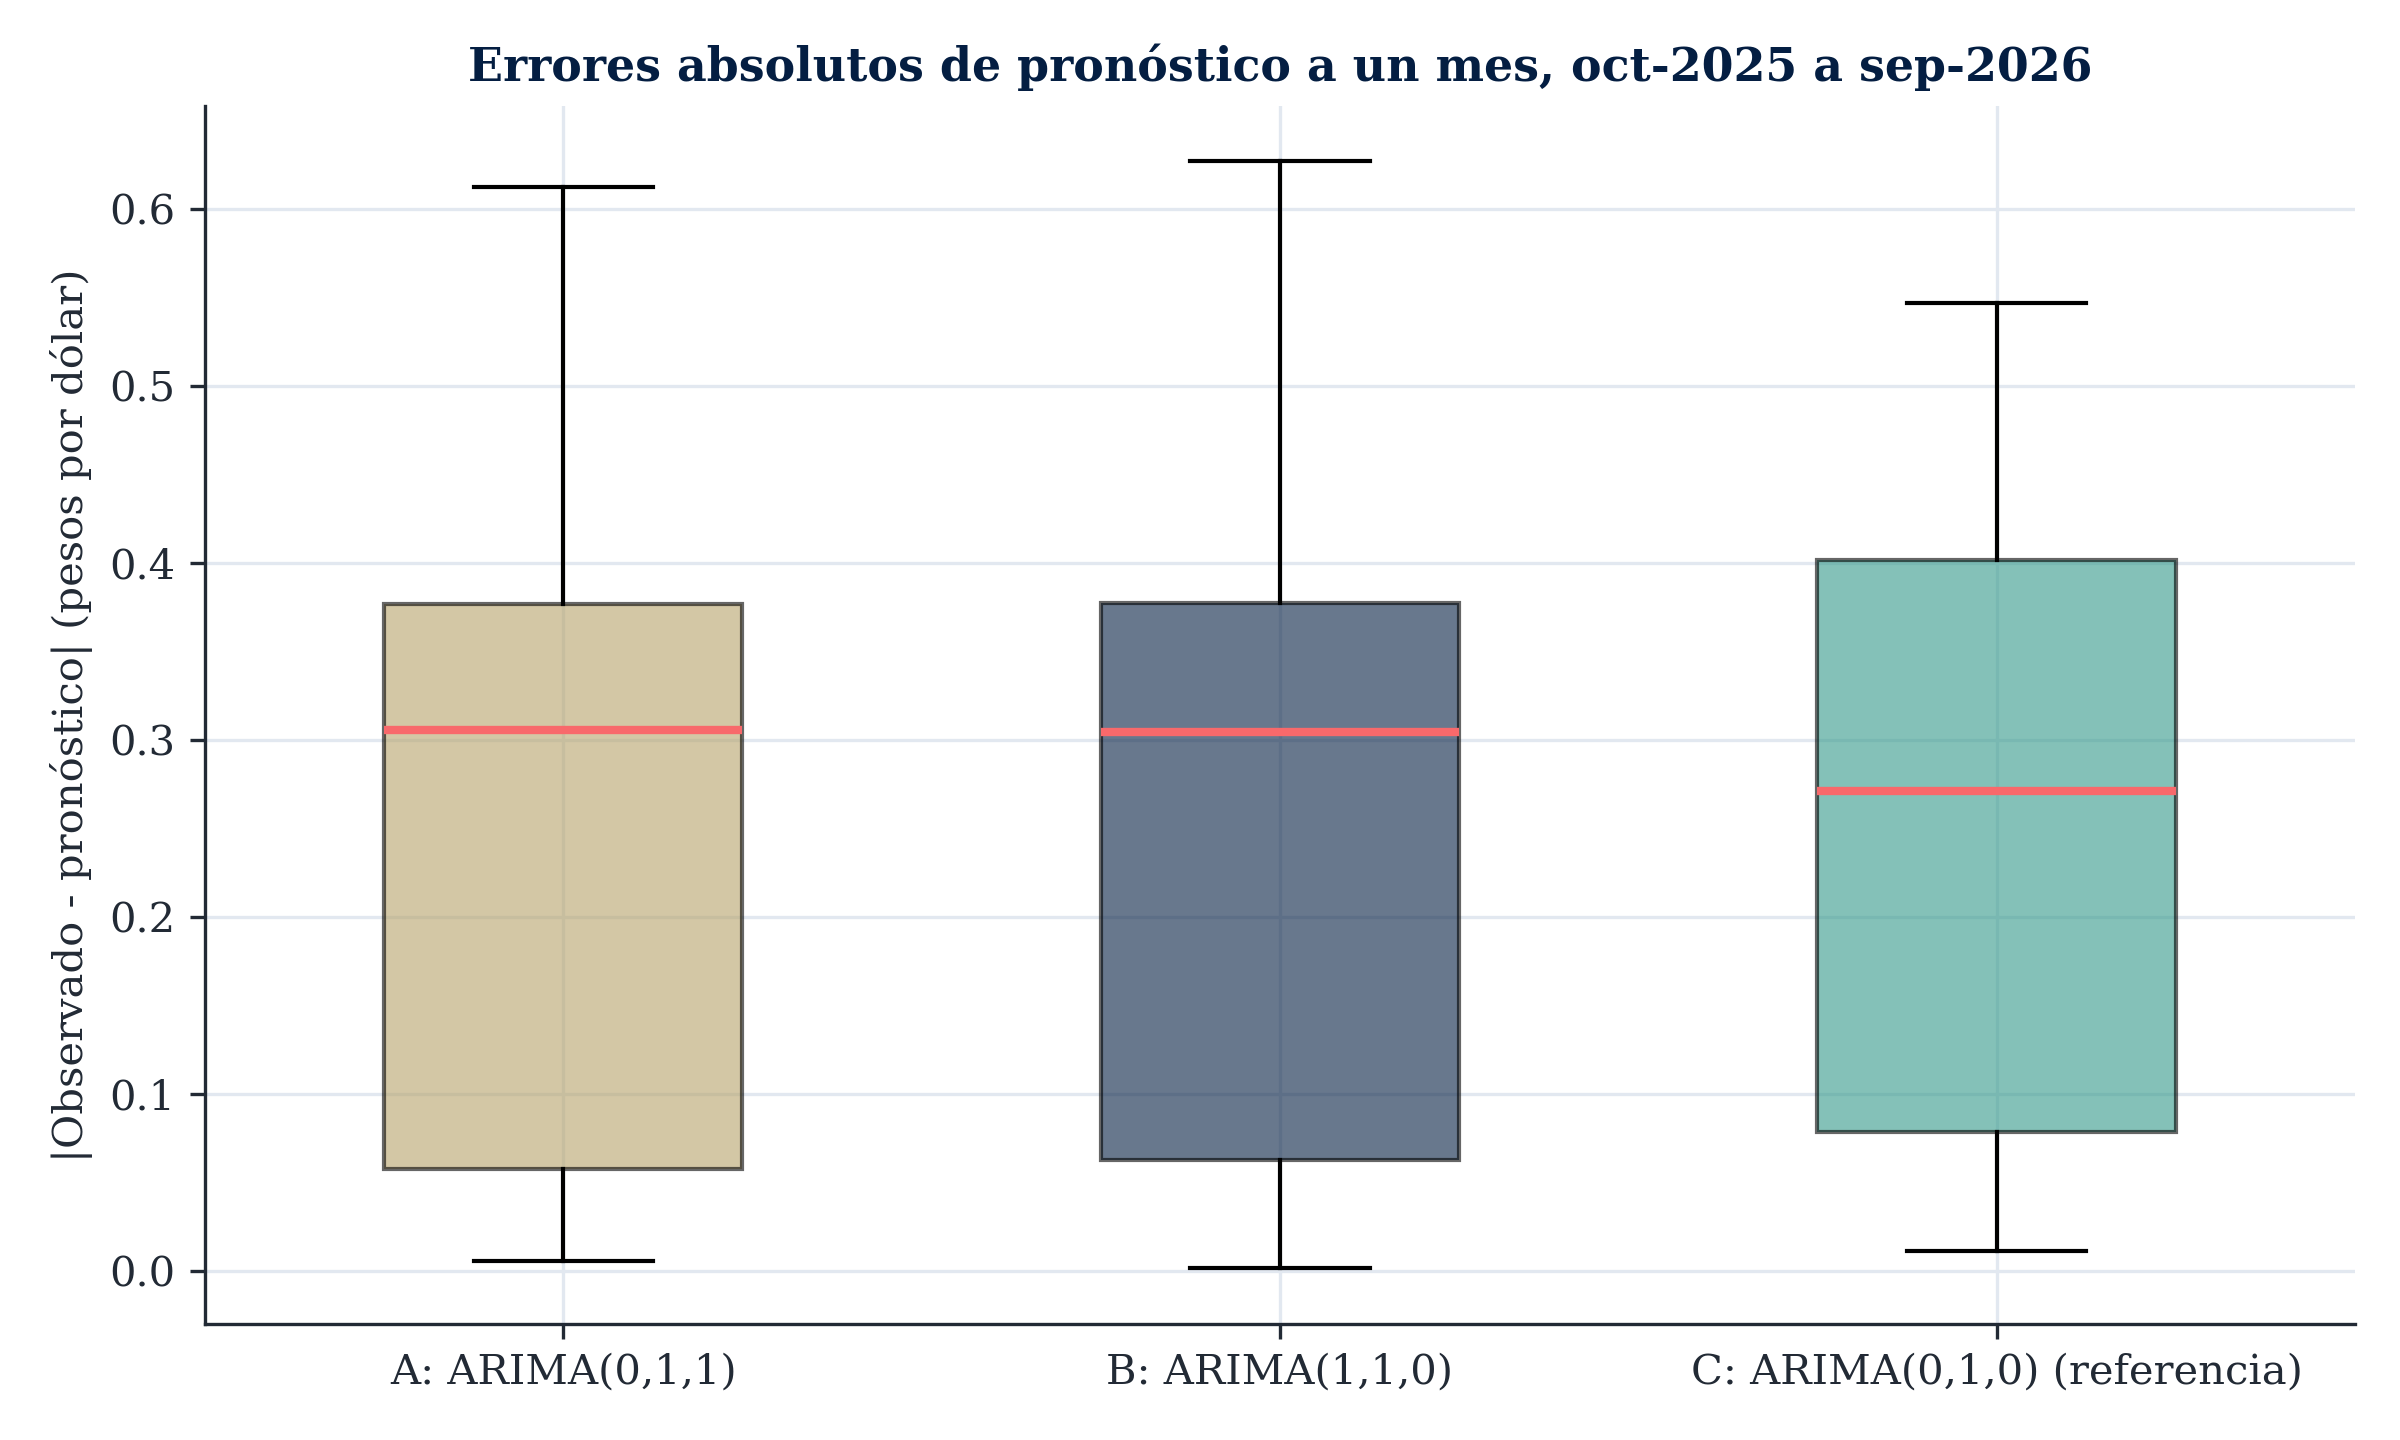 Errores absolutos de pronóstico a un mes, oct-2025 a sep-2026
|Observado - pronóstico| (pesos por dólar)
0.6
0.5
0.4
0.3
0.2
0.1
0.0
A: ARIMA(0,1,1)
B: ARIMA(1,1,0)
C: ARIMA(0,1,0) (referencia)